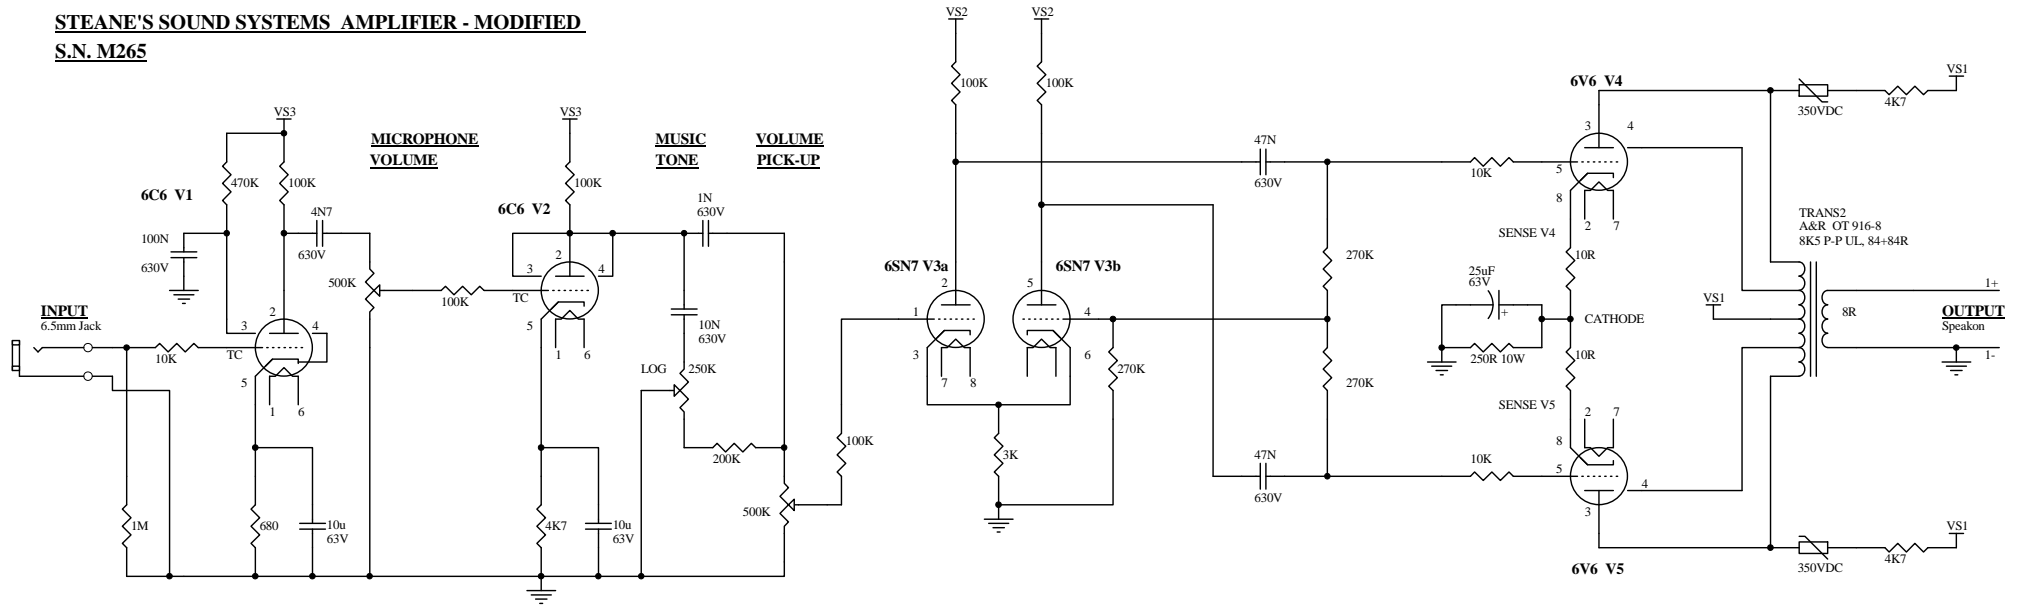 STEANE'S SOUND SYSTEMS AMPLIFIER - MODIFIED
S.N. M265
VS3
470K
100K
6C6 V1
100N
630V
4N7
630V
MICROPHONE
VOLUME
500K
INPUT
6.5mm Jack
10K
TC
3
2
4
5
1
6
1M
680
10u
63V
VS3
100K
6C6 V2
100K
TC
3
2
4
5
1
6
4K7
10u
63V
MUSIC
TONE
VOLUME
PICK-UP
1N
630V
10N
630V
LOG
250K
200K
500K
100K
VS2
100K
VS2
100K
6SN7 V3a
2
1
3
7
8
6SN7 V3b
5
4
6
270K
3K
47N
630V
47N
630V
270K
270K
10K
10K
6V6 V4
3
4
5
8
2
7
SENSE V4
10R
25uF
63V
+
CATHODE
250R 10W
10R
SENSE V5
2
7
8
5
4
3
6V6 V5
350VDC
4K7
VS1
TRANS2
A&R OT 916-8
8K5 P-P UL, 84+84R
VS1
8R
1+
OUTPUT
Speakon
1-
350VDC
4K7
VS1